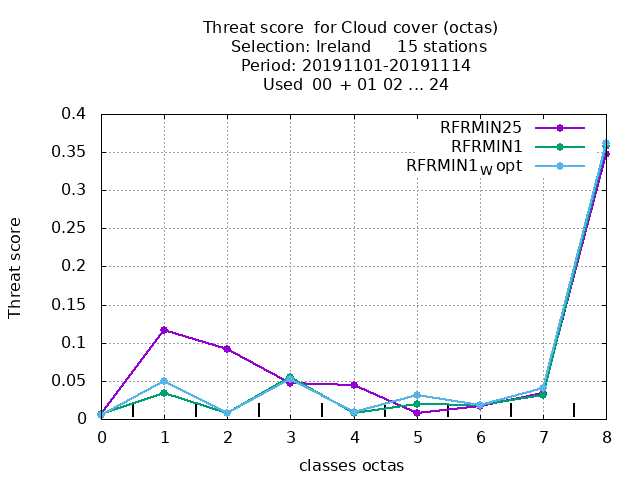 Threat score  for Cloud cover (octas)
Selection: Ireland     15 stations
Period: 20191101-20191114
Used  00 + 01 02 ... 24
RFRMIN25
RFRMIN1
RFRMIN1W opt
0.4
0.35
0.3
0.25
0.2
0.15
0.1
0.05
0
Threat score
0 1 2 3 4 5 6 7 8
classes octas